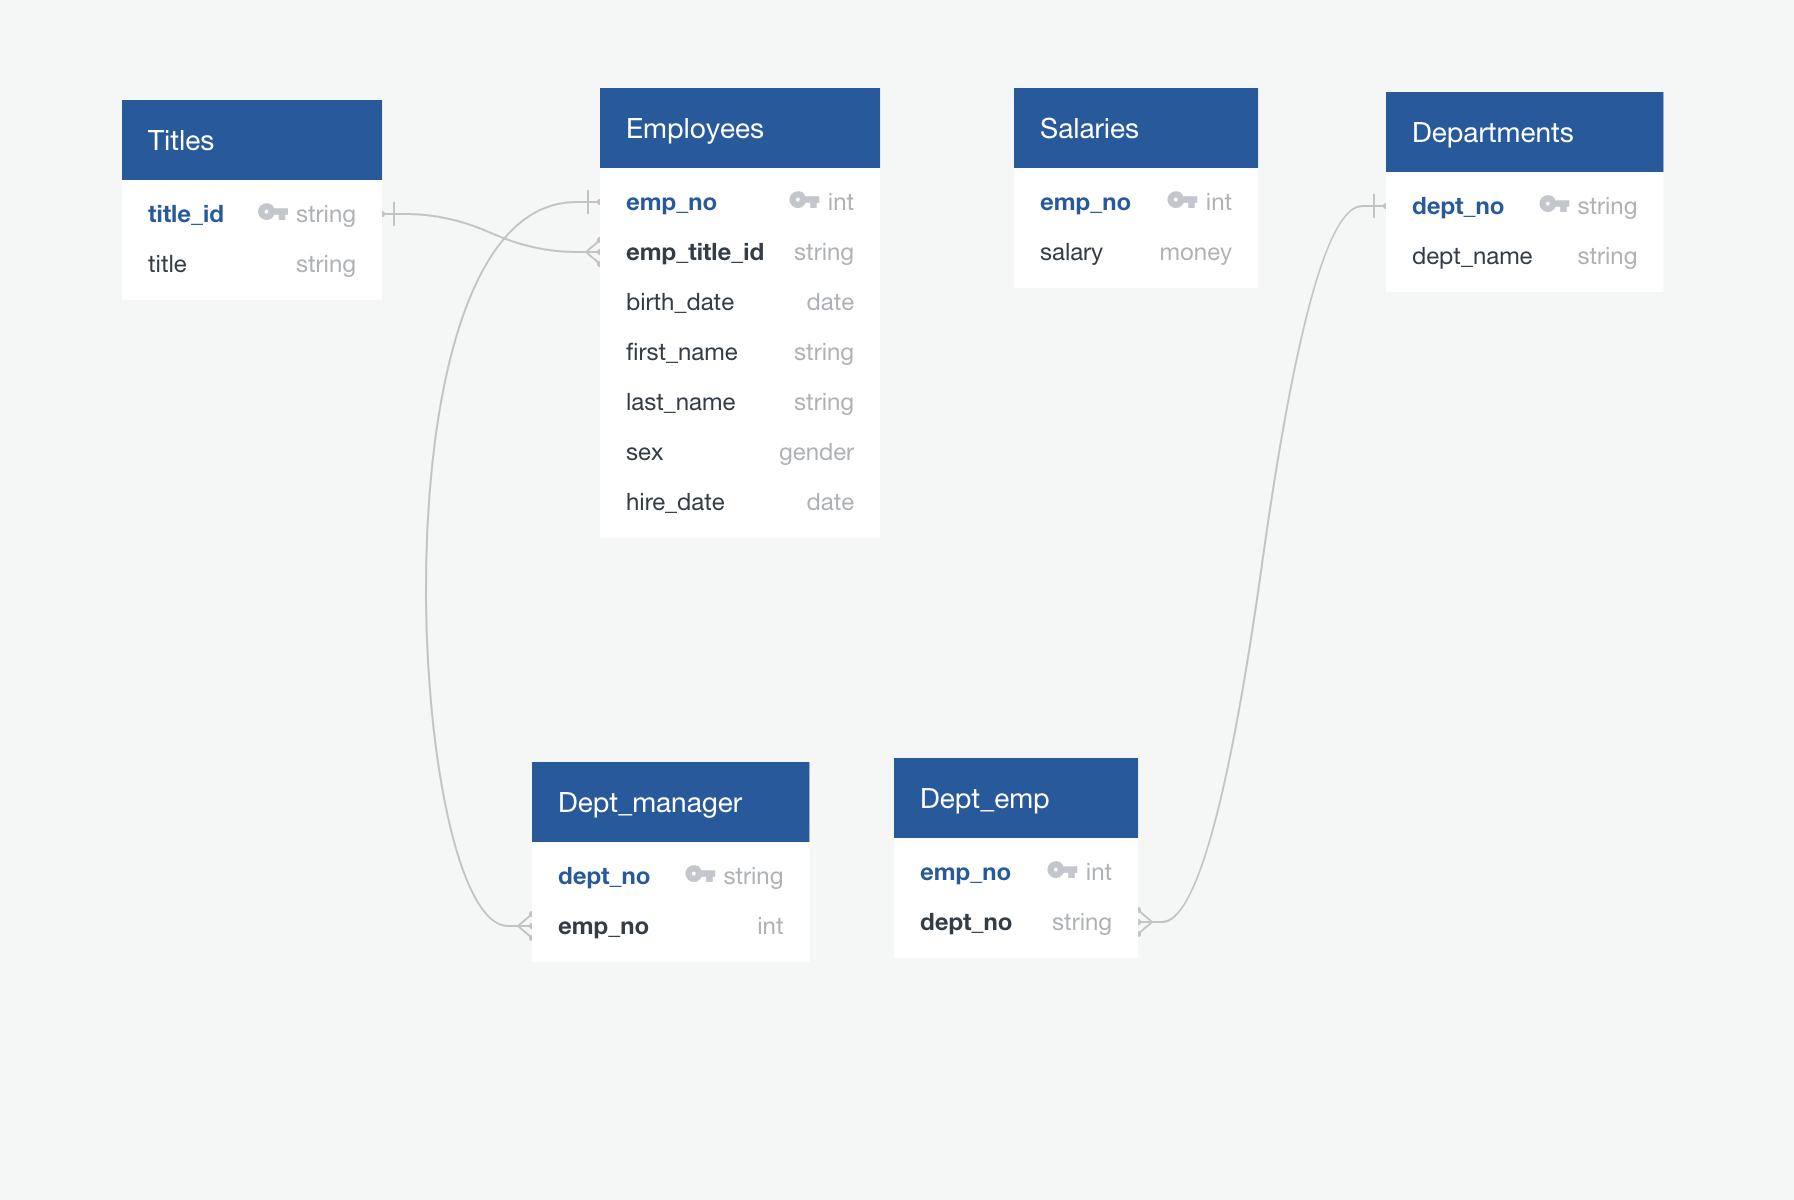 Titles
title_id string
title string
Employees
emp_no int
emp_title_id string
birth_date date
first_name string
last_name string
sex gender
hire_date date
Salaries
emp_no int
salary money
Departments
dept_no string
dept_name string
Dept_manager
dept_no string
emp_no int
Dept_emp
emp_no int
dept_no string